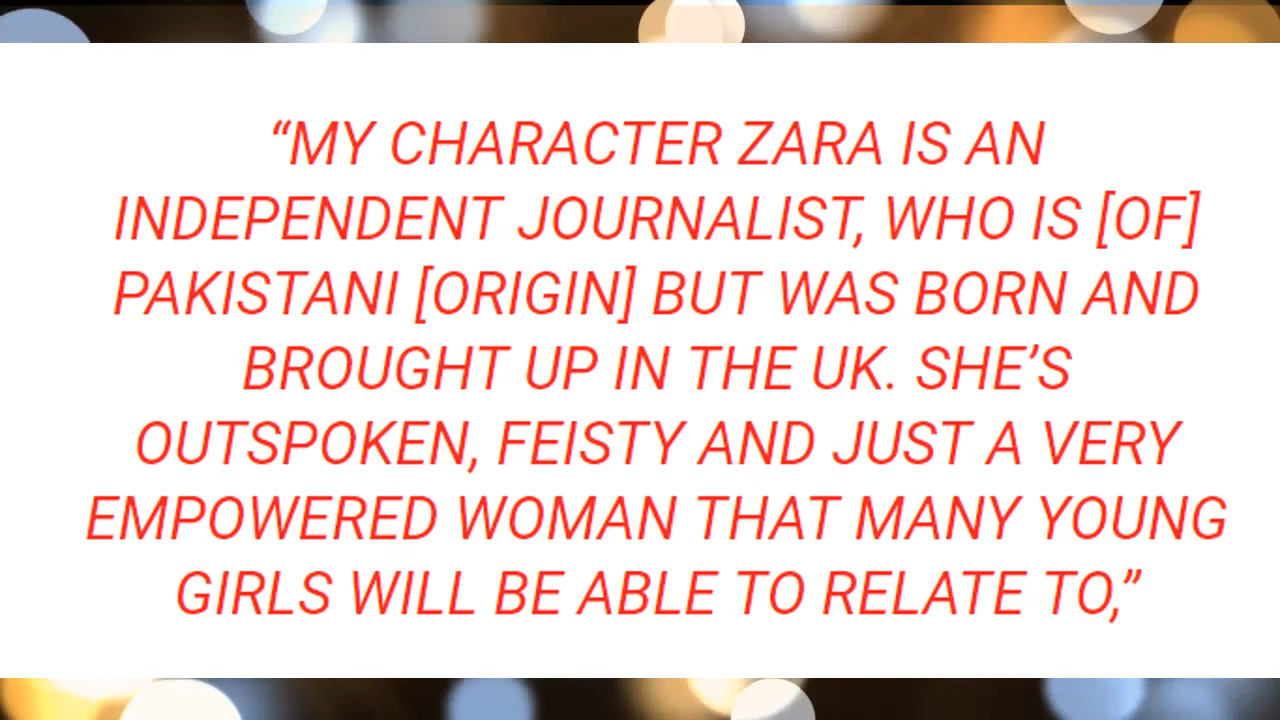 “MY CHARACTER ZARA IS AN
INDEPENDENT JOURNALIST, WHO IS [OF]
PAKISTANI [ORIGIN] BUT WAS BORN AND
BROUGHT UP IN THE UK. SHE’S
OUTSPOKEN, FEISTY AND JUST A VERY
EMPOWERED WOMAN THAT MANY YOUNG
GIRLS WILL BE ABLE TO RELATE TO,”